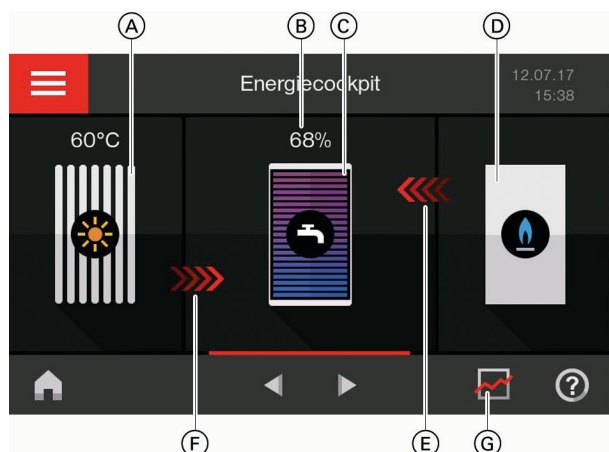 A B C D
Energiecockpit
12.07.17
15:38
60°C
68%
?
F E G